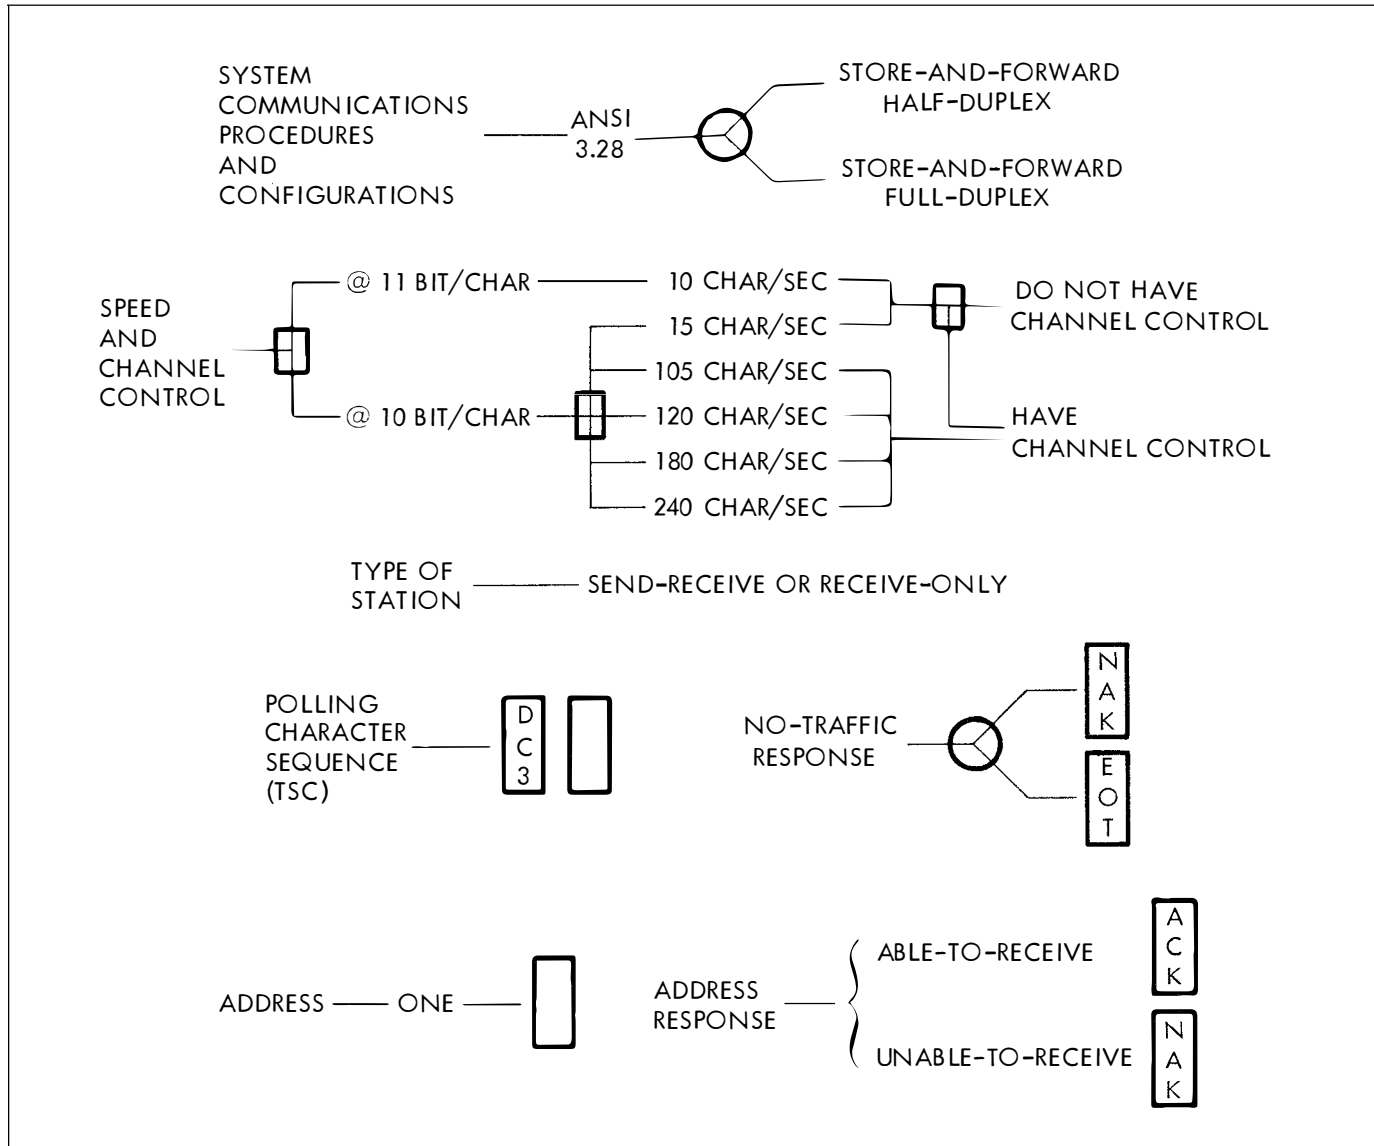 SYSTEM
COMMUNICATIONS
PROCEDURES
AND
CONFIGURATIONS
ANSI
3.28
STORE-AND-FORWARD
HALF-DUPLEX
STORE-AND-FORWARD
FULL-DUPLEX
SPEED
AND
CHANNEL
CONTROL
@ 11 BIT/CHAR
@ 10 BIT/CHAR
10 CHAR/SEC
15 CHAR/SEC
105 CHAR/SEC
120 CHAR/SEC
180 CHAR/SEC
240 CHAR/SEC
DO NOT HAVE
CHANNEL CONTROL
HAVE
CHANNEL CONTROL
TYPE OF
STATION
SEND-RECEIVE OR RECEIVE-ONLY
POLLING
CHARACTER
SEQUENCE
(TSC)
DC3
NO-TRAFFIC
RESPONSE
NAK
EOT
ADDRESS
ONE
ADDRESS
RESPONSE
ABLE-TO-RECEIVE
ACK
UNABLE-TO-RECEIVE
NAK